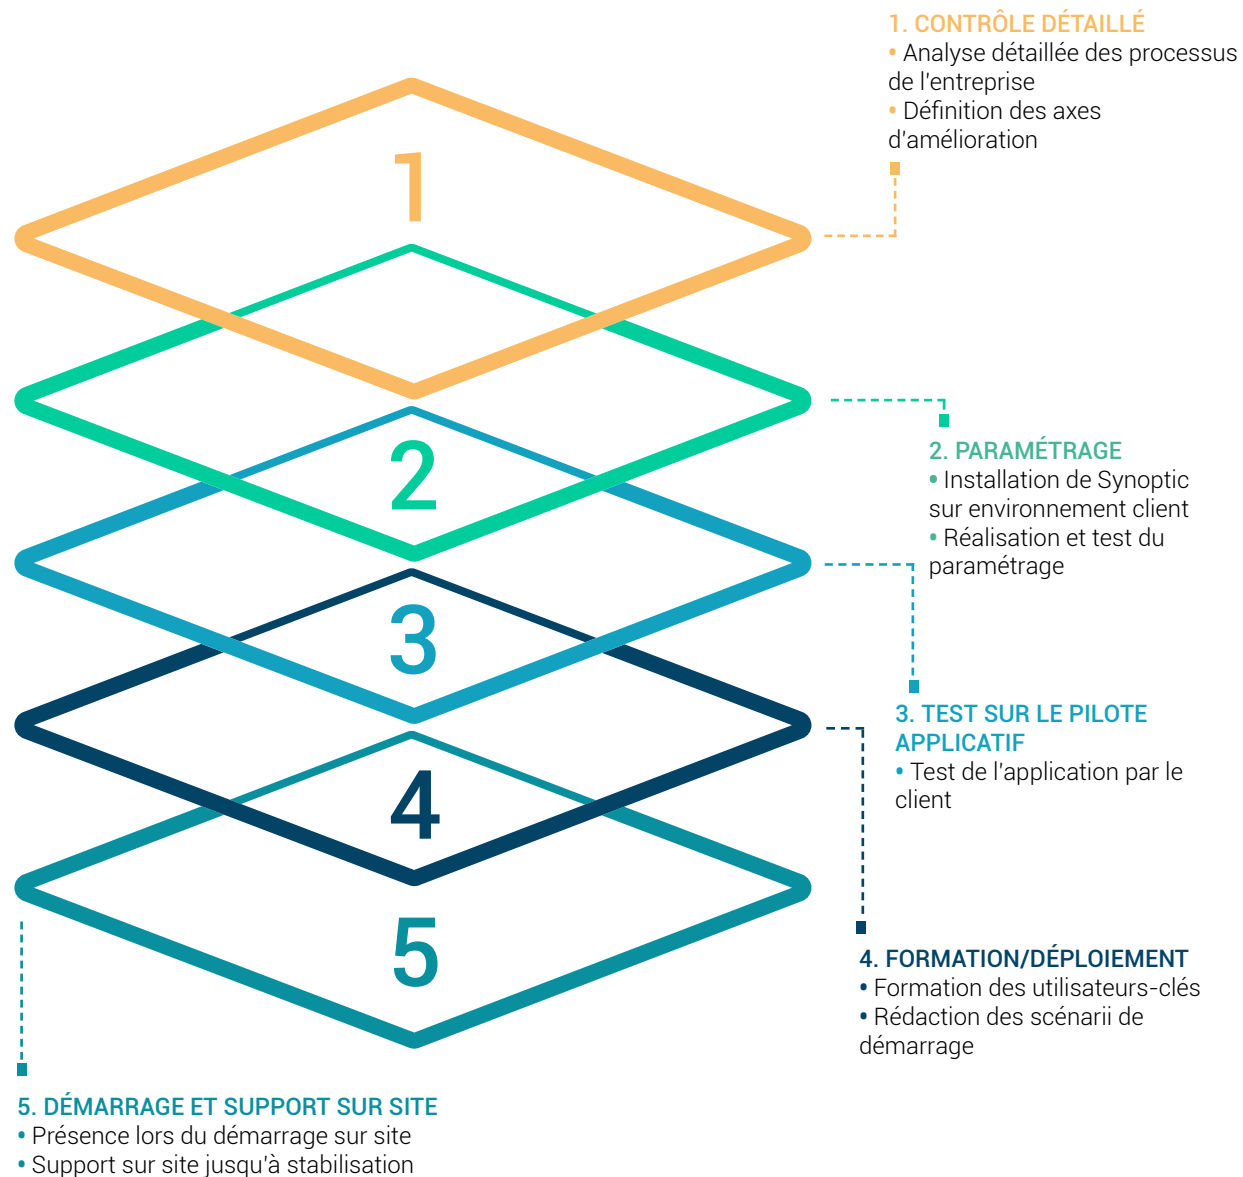 1. CONTRÔLE DÉTAILLÉ
• Analyse détaillée des processus
de l'entreprise
• Définition des axes
d'amélioration
1
2
2. PARAMÉTRAGE
• Installation de Synoptic
sur environnement client
• Réalisation et test du
paramétrage
3
3. TEST SUR LE PILOTE
APPLICATIF
• Test de l'application par le
client
4
4. FORMATION/DÉPLOIEMENT
• Formation des utilisateurs-clés
• Rédaction des scénarii de
démarrage
5
5. DÉMARRAGE ET SUPPORT SUR SITE
• Présence lors du démarrage sur site
• Support sur site jusqu'à stabilisation